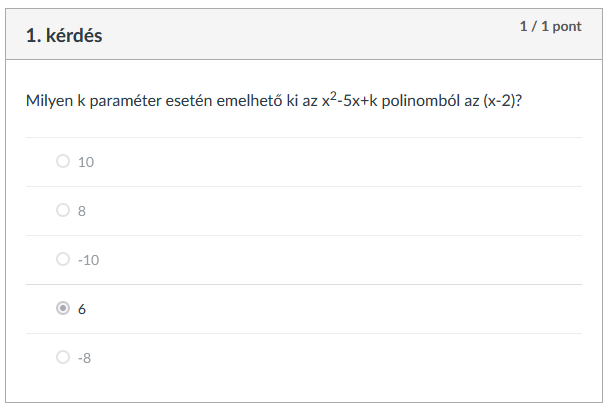 1. kérdés
1 / 1 pont
Milyen k paraméter esetén emelhető ki az x²-5x+k polinomból az (x-2)?
10
8
-10
6
-8